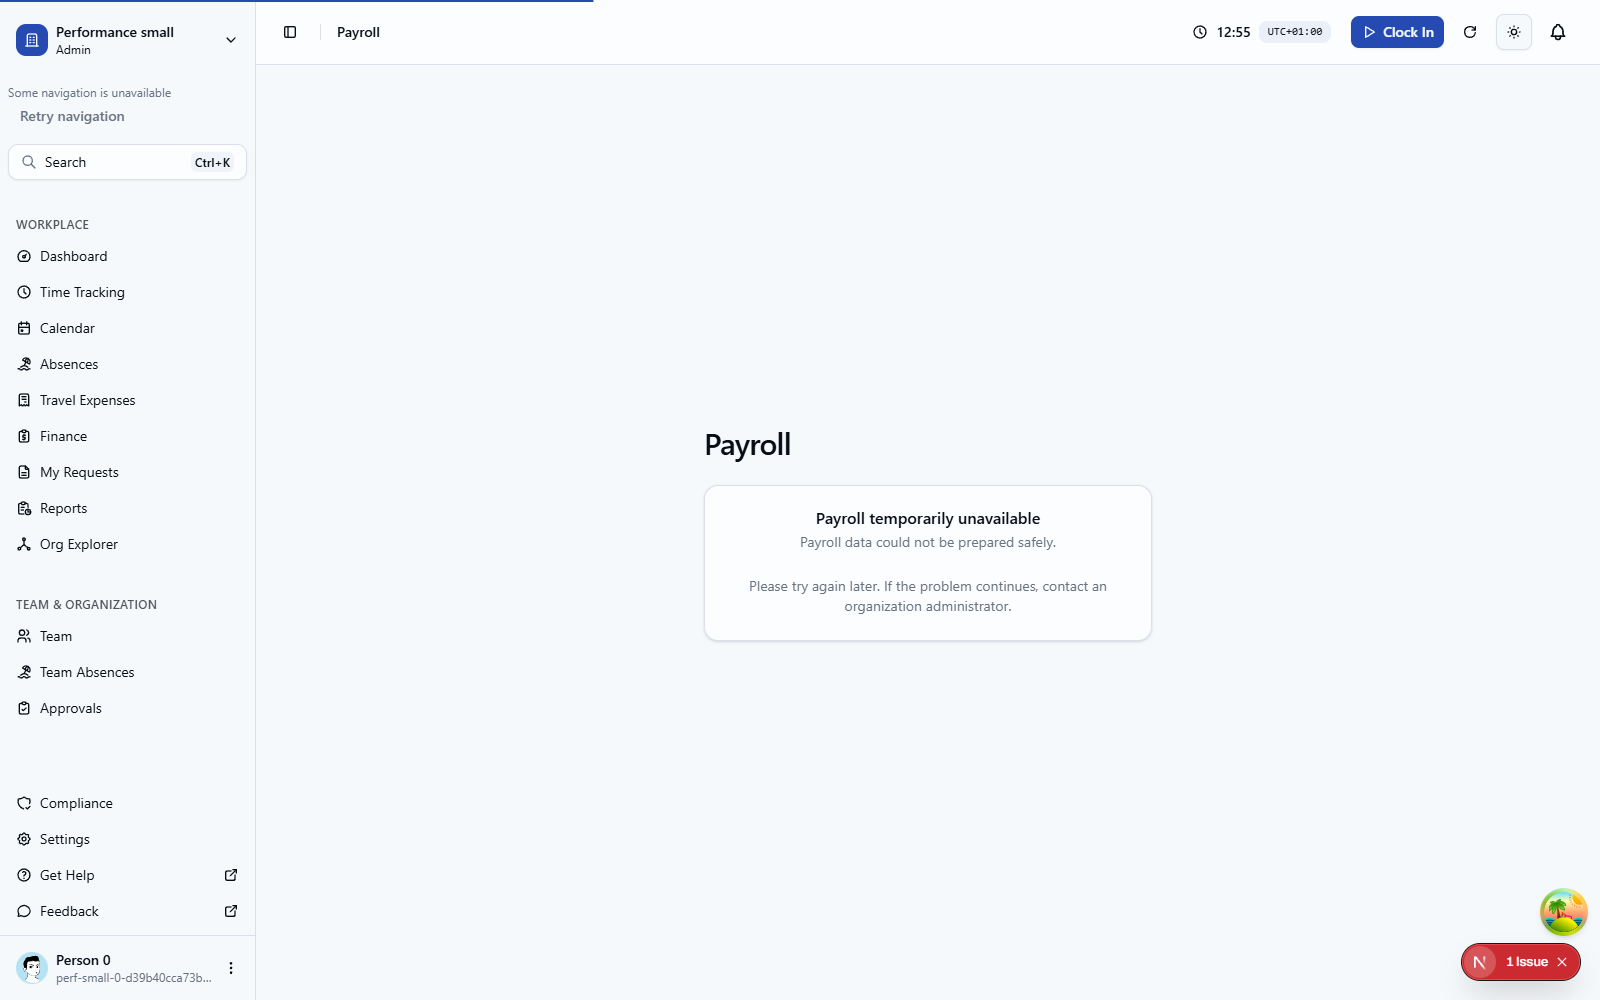 Performance small
Admin
Some navigation is unavailable
Retry navigation
Search
Ctrl+K
WORKPLACE
Dashboard
Time Tracking
Calendar
Absences
Travel Expenses
Finance
My Requests
Reports
Org Explorer
TEAM & ORGANIZATION
Team
Team Absences
Approvals
Compliance
Settings
Get Help
Feedback
Person 0
perf-small-0-d39b40cca73b...
Payroll
12:55
UTC+01:00
Clock In
Payroll
Payroll temporarily unavailable
Payroll data could not be prepared safely.
Please try again later. If the problem continues, contact an
organization administrator.
N
1 Issue